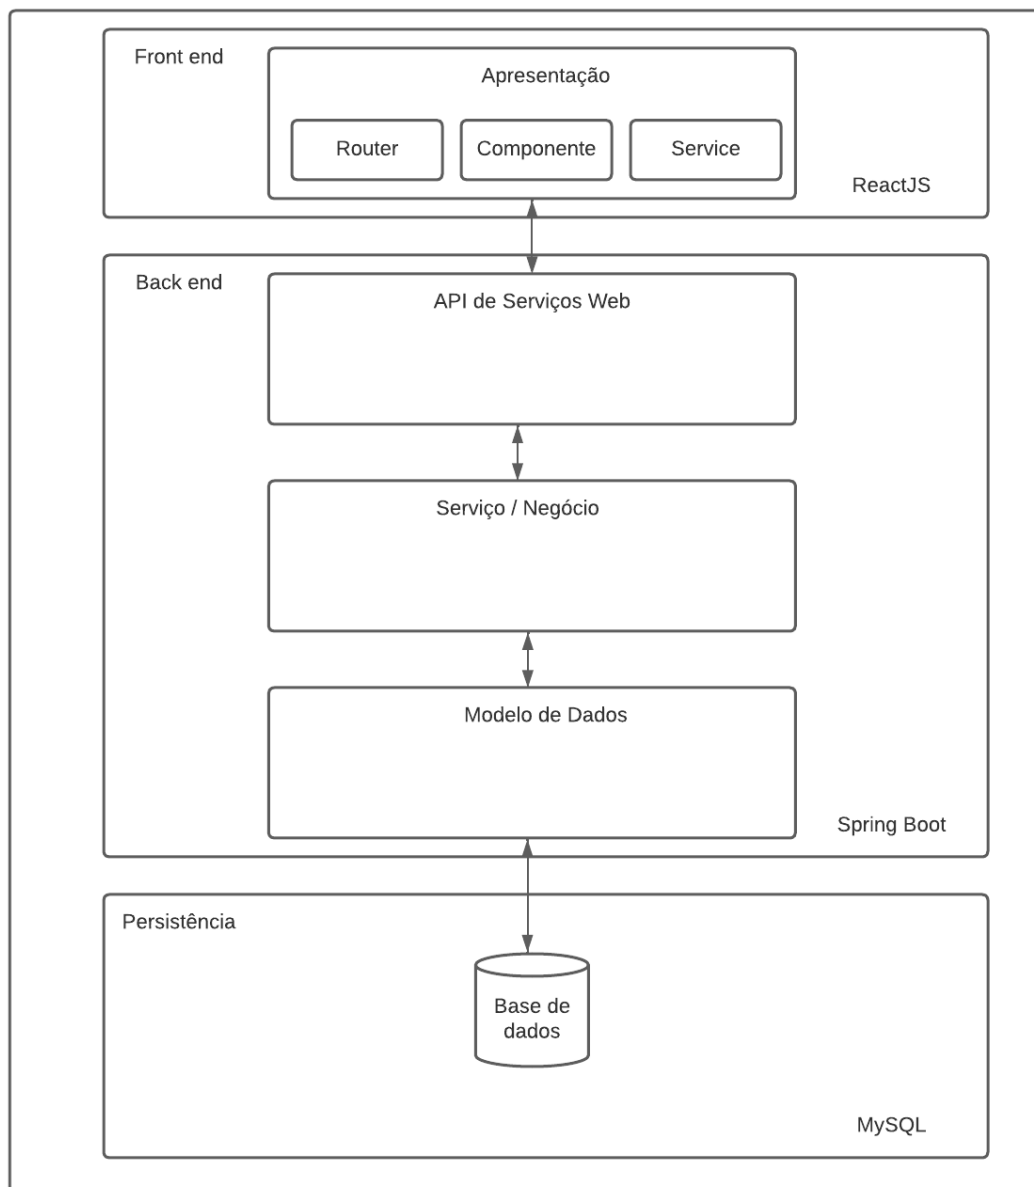 Front end
Apresentação
Router
Componente
Service
ReactJS
Back end
API de Serviços Web
Serviço / Negócio
Modelo de Dados
Spring Boot
Persistência
Base de
dados
MySQL